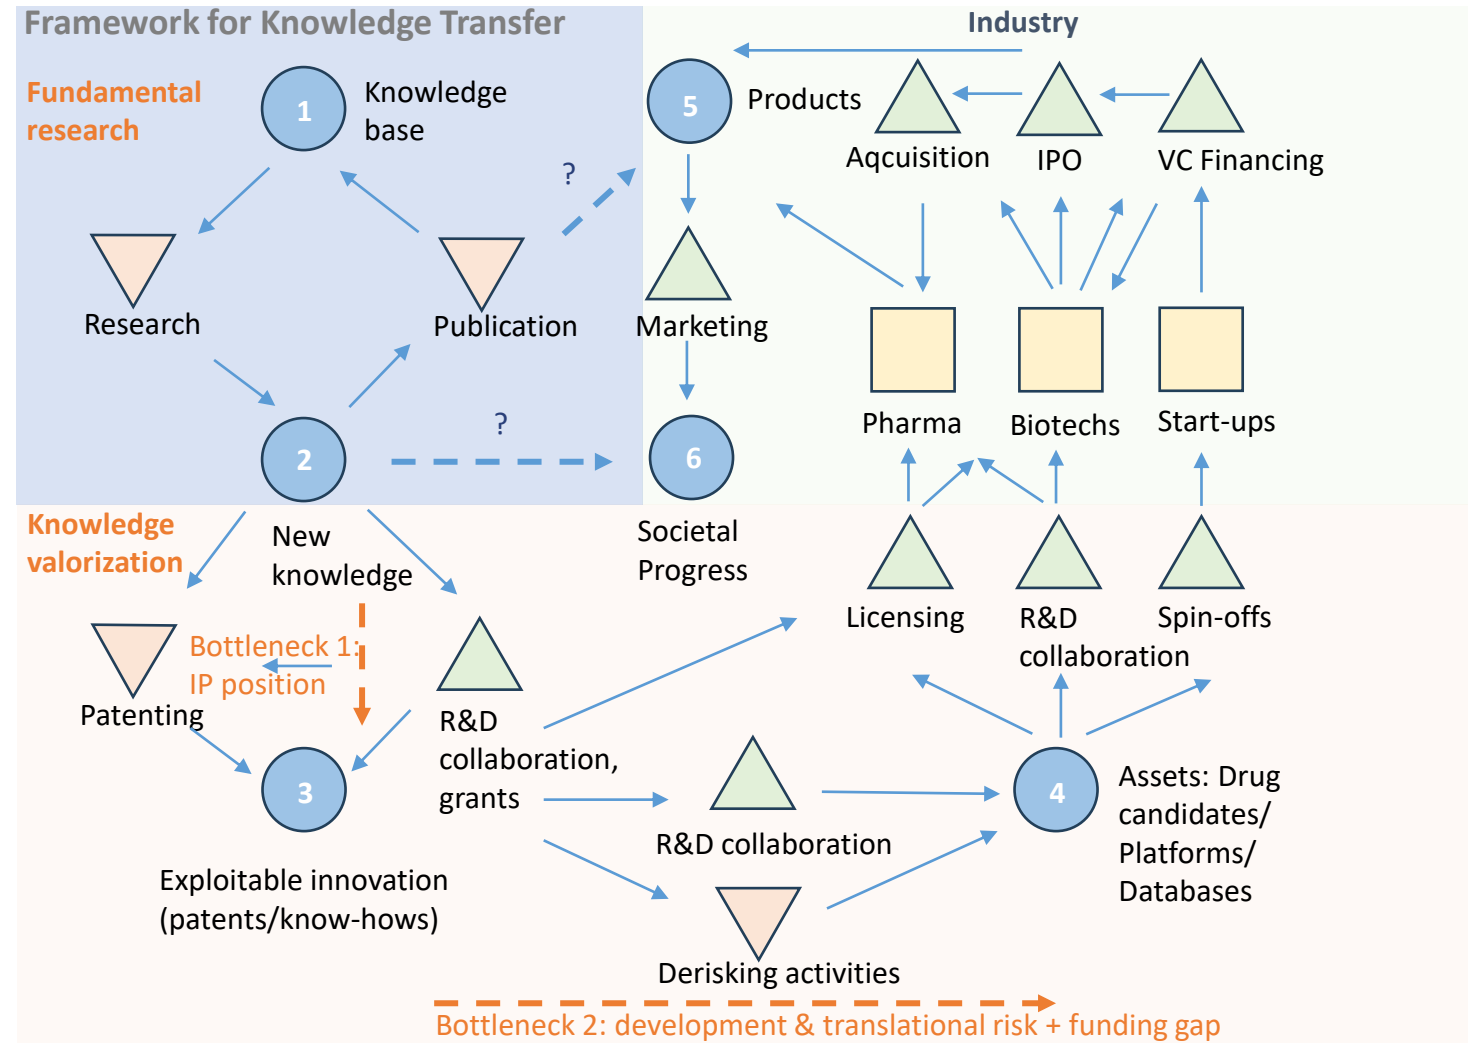 Framework for Knowledge Transfer
Industry
Fundamental
research
1
Knowledge
base
?
Research
Publication
2
?
5
Products
Aqcuisition
IPO
VC Financing
Marketing
6
Societal
Progress
Pharma
Biotechs
Start-ups
Knowledge
valorization
New
knowledge
Bottleneck 1:
IP position
Patenting
R&D
collaboration,
grants
3
Exploitable innovation
(patents/know-hows)
Licensing
R&D
collaboration
Spin-offs
R&D collaboration
4
Assets: Drug
candidates/
Platforms/
Databases
Derisking activities
Bottleneck 2: development & translational risk + funding gap